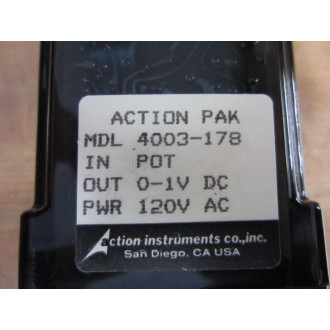 ACTION PAK
MDL 4003-178
IN POT
OUT 0-1V DC
PWR 120V AC
Action instruments co.,inc.
San Diego, CA USA